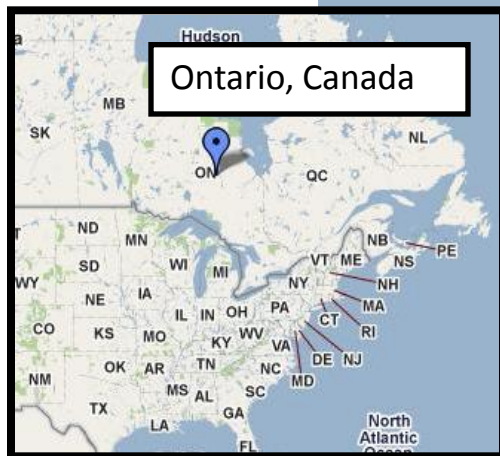 Hudson
Ontario, Canada
MB
SK
NL
ON
QC
ND
MN
NB
PE
VT
ME
NS
SD
WI
MI
NY
NH
WY
NE
IA
MA
IL
IN
OH
PA
CT
RI
CO
KS
MO
WV
KY
VA
DE
NJ
OK
AR
TN
NC
MD
NM
MS
AL
SC
TX
GA
LA
FL
North
Atlantic
Ocean